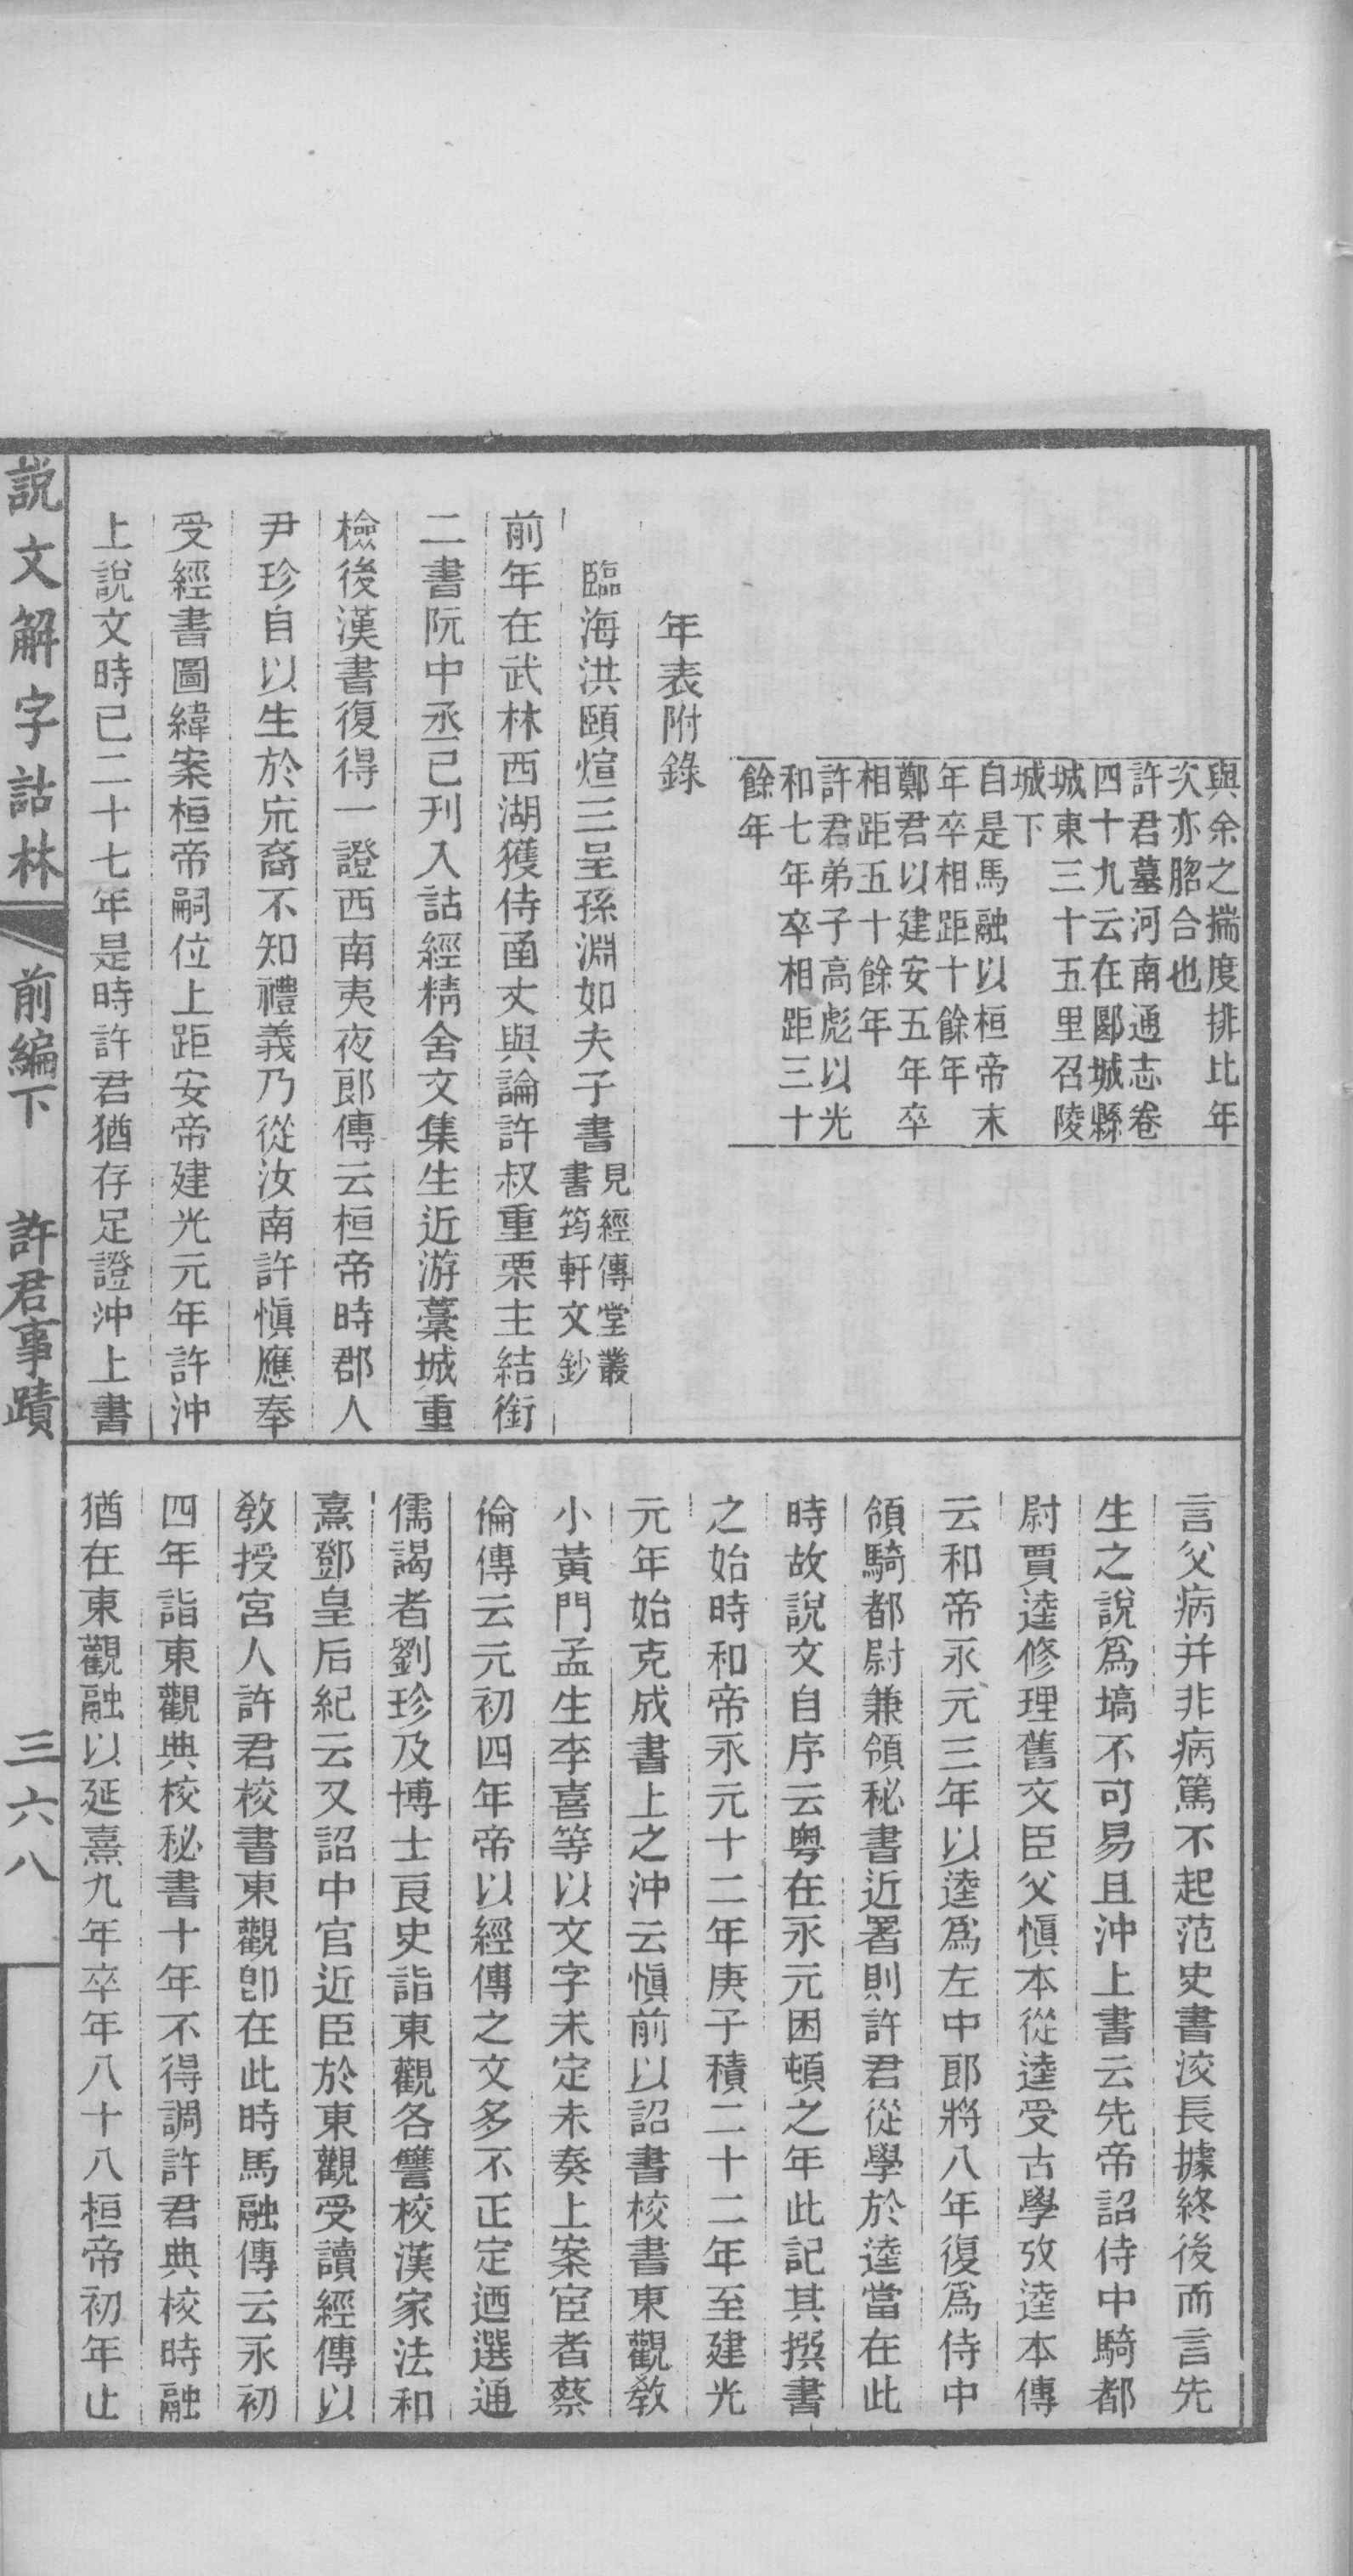 與余之揣度排比年
次亦脗合也
許君墓河南通志卷
四十九云在郾城縣
城東三十五里召陵
城下
自是馬融以桓帝末
年卒相距十餘年
鄭君以建安五年卒
相距五十餘年
許君弟子高彪以光
和七年卒相距三十
餘年
年表附錄
臨海洪頤煊三呈孫淵如夫子書
見經傳堂叢
書筠軒文鈔
前年在武林西湖獲侍函丈與論許叔重栗主結銜
二書阮中丞已刊入詁經精舍文集生近游藁城重
檢後漢書復得一證西南夷夜郎傳云桓帝時郡人
尹珍自以生於宂裔不知禮義乃從汝南許愼應奉
受經書圖緯案桓帝嗣位上距安帝建光元年許沖
上說文時已二十七年是時許君猶存足證沖上書
言父病并非病篤不起范史書洨長據終後而言先
生之說爲塙不可易且沖上書云先帝詔侍中騎都
尉賈逵修理舊文臣父愼本從逵受古學攷逵本傳
云和帝永元三年以逵爲左中郎將八年復爲侍中
領騎都尉兼領秘書近署則許君從學於逵當在此
時故說文自序云粤在永元困頓之年此記其撰書
之始時和帝永元十二年庚子積二十二年至建光
元年始克成書上之沖云愼前以詔書校書東觀敎
小黃門孟生李喜等以文字未定未奏上案宦者蔡
倫傳云元初四年帝以經傳之文多不正定迺選通
儒謁者劉珍及博士良史詣東觀各讐校漢家法和
熹鄧皇后紀云又詔中官近臣於東觀受讀經傳以
敎授宮人許君校書東觀卽在此時馬融傳云永初
四年詣東觀典校秘書十年不得調許君典校時融
猶在東觀融以延熹九年卒年八十八桓帝初年止
說文解字詁林
前編下
許君事蹟
三六八